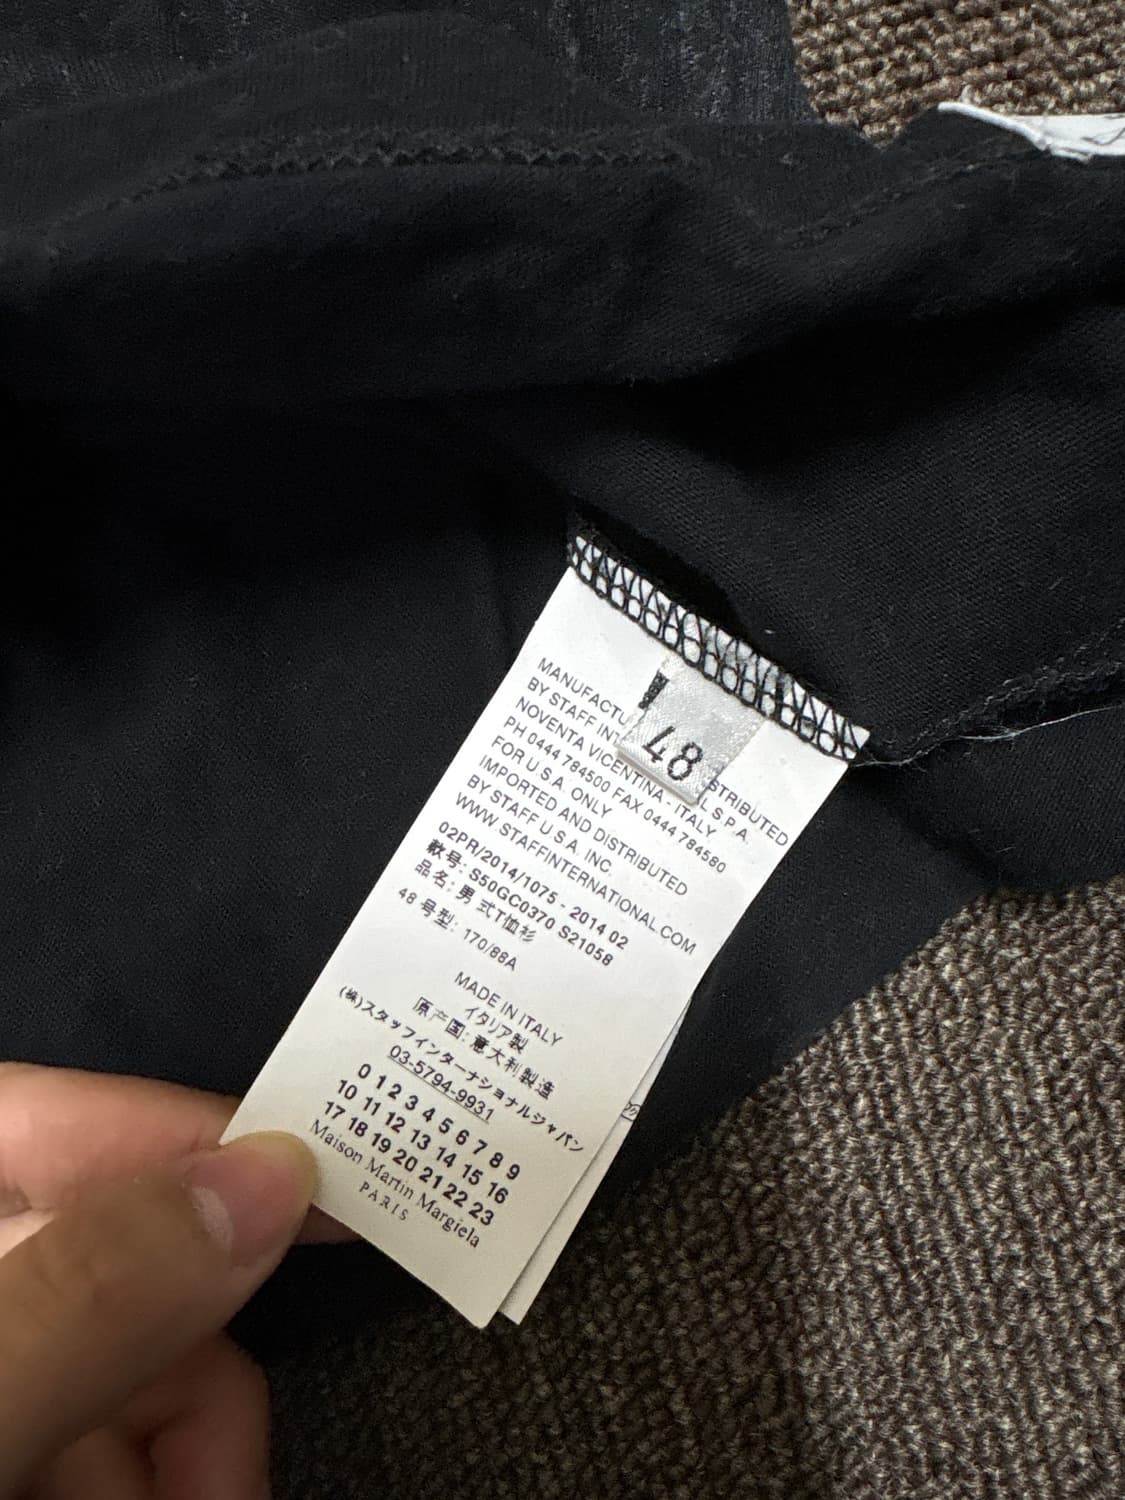 48
MANUFACTU STRIBUTED
BY STAFF INT L S.P.A.
NOVENTA VICENTINA - ITALY
PH 0444 784500 FAX 0444 784580
FOR U.S.A. ONLY
IMPORTED AND DISTRIBUTED
BY STAFF U.S.A. INC.
WWW.STAFFINTERNATIONAL.COM
02PR/2014/1075 - 2014 02
款号: S50GC0370 S21058
品名: 男式T恤衫
48 号型: 170/88A
MADE IN ITALY
イタリア製
原产国: 意大利製造
(株)スタッフインターナショナルジャパン
03-5794-9931
0 1 2 3 4 5 6 7 8 9
10 11 12 13 14 15 16
17 18 19 20 21 22 23
Maison Martin Margiela
PARIS